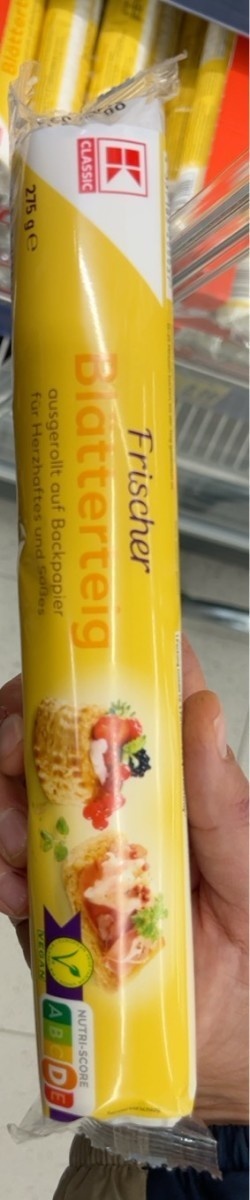 K
CLASSIC
275 g ℮
Frischer
Blätterteig
ausgerollt auf Backpapier
für Herzhaftes und Süßes
VEGAN
NUTRI-SCORE
A B C D E